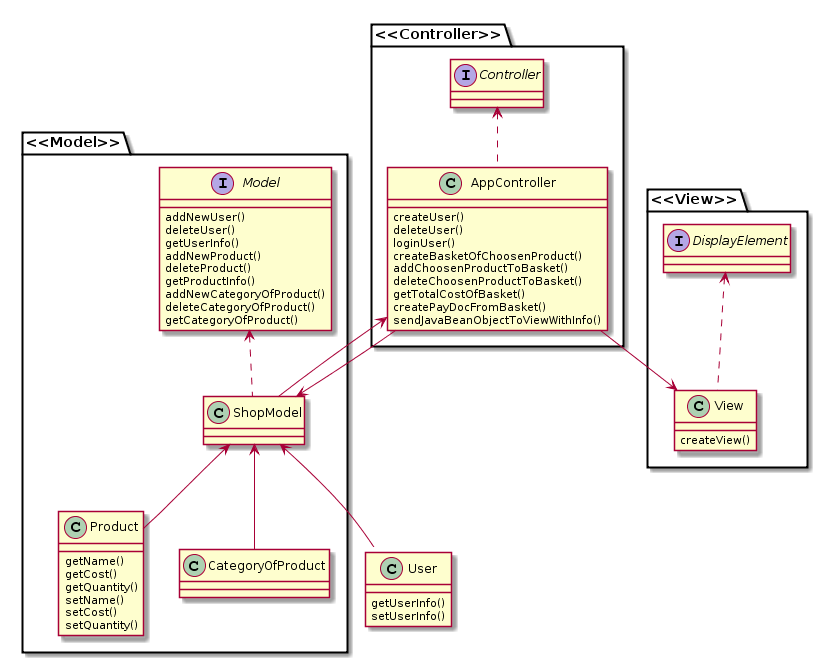 <<Controller>>
I Controller
C AppController
createUser()
deleteUser()
loginUser()
createBasketOfChoosenProduct()
addChoosenProductToBasket()
deleteChoosenProductToBasket()
getTotalCostOfBasket()
createPayDocFromBasket()
sendJavaBeanObjectToViewWithInfo()
<<Model>>
I Model
addNewUser()
deleteUser()
getUserInfo()
addNewProduct()
deleteProduct()
getProductInfo()
addNewCategoryOfProduct()
deleteCategoryOfProduct()
getCategoryOfProduct()
<<View>>
I DisplayElement
C View
createView()
C ShopModel
C Product
getName()
getCost()
getQuantity()
setName()
setCost()
setQuantity()
C CategoryOfProduct
C User
getUserInfo()
setUserInfo()